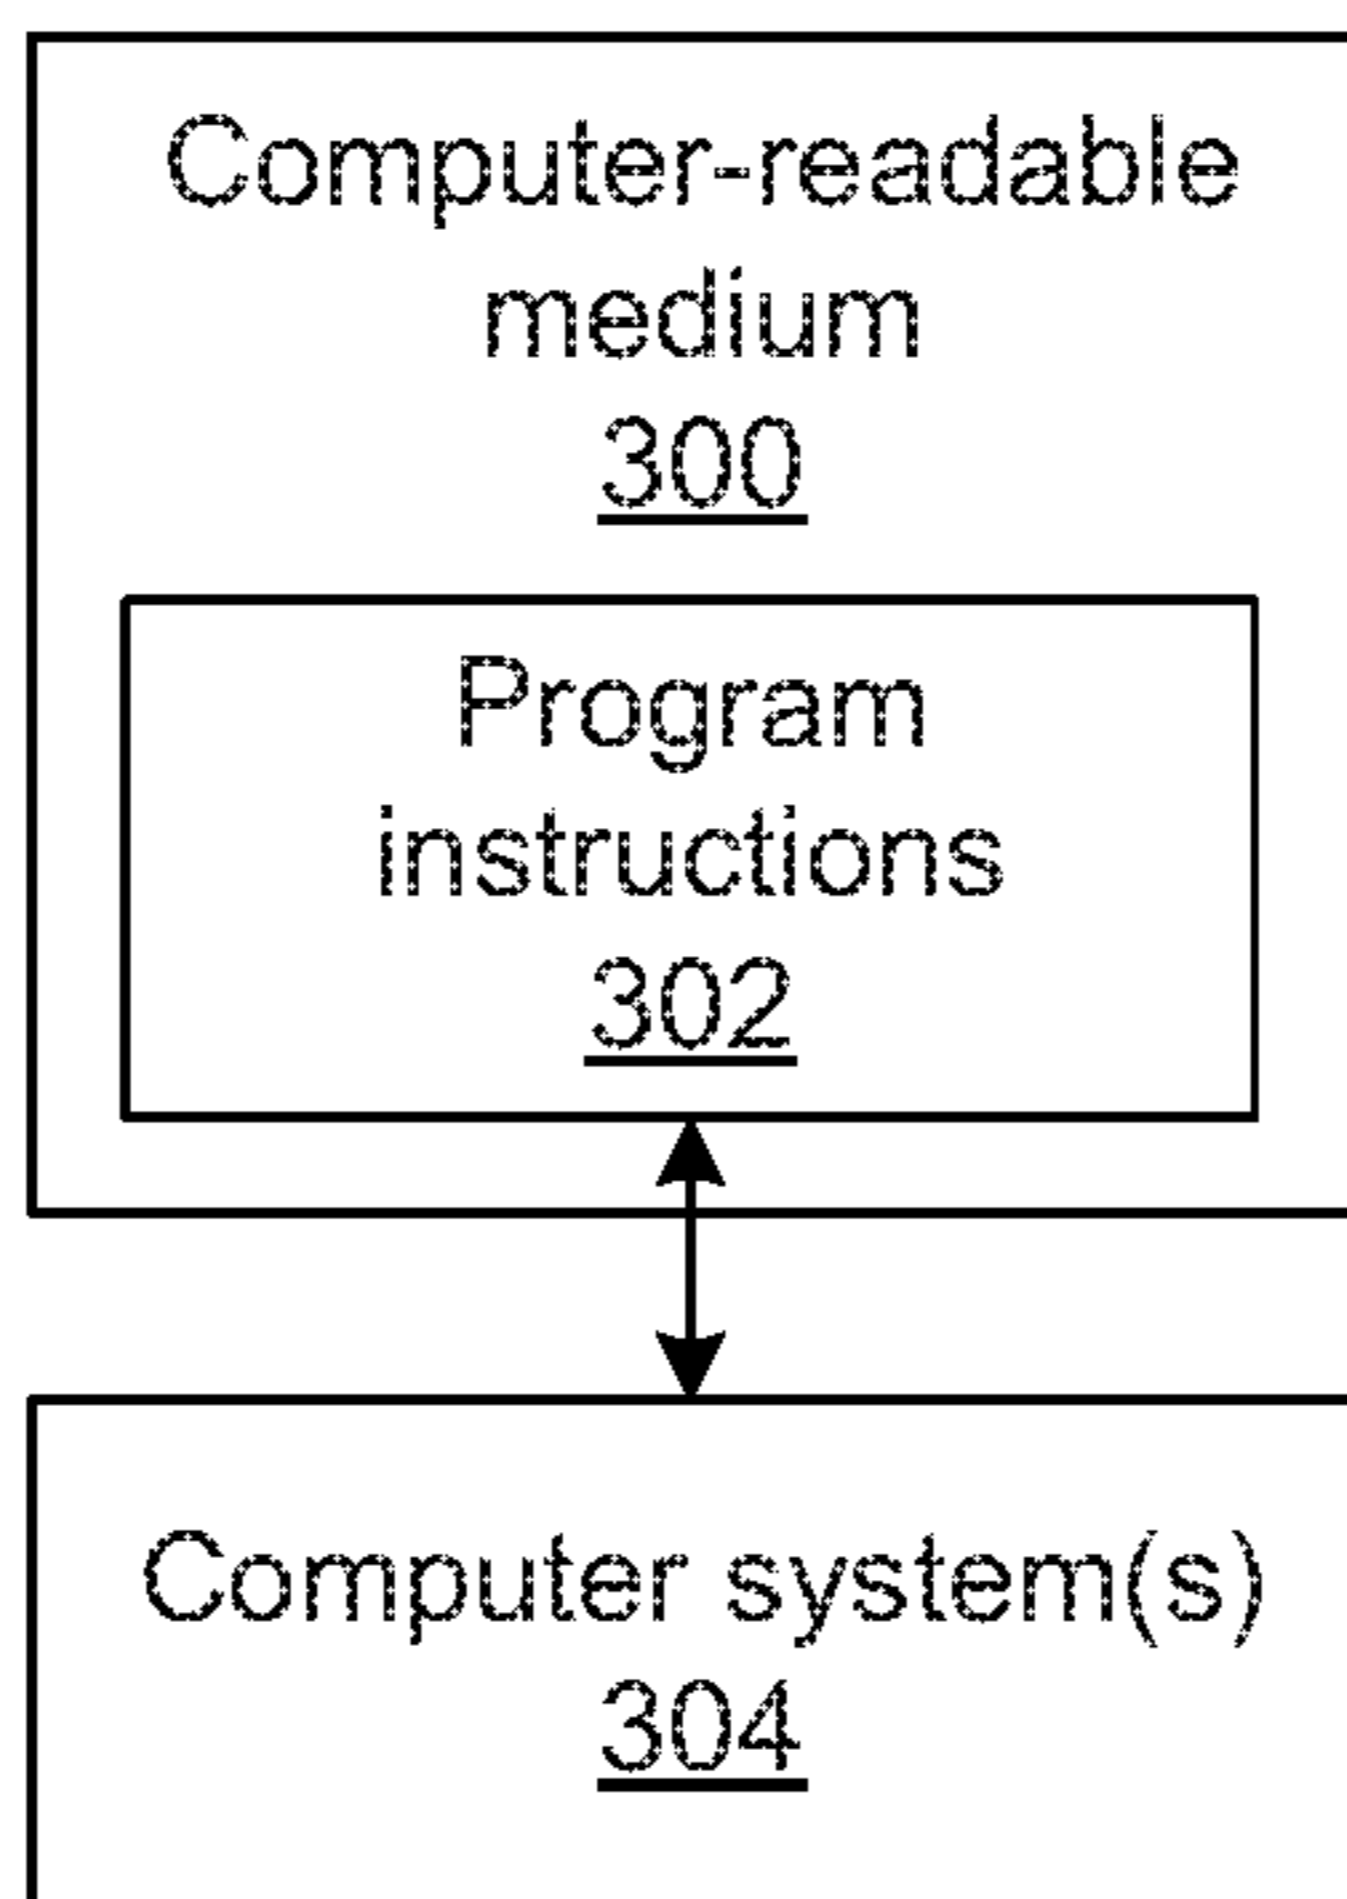 Computer-readable
medium
300
Program
instructions
302
Computer system(s)
304